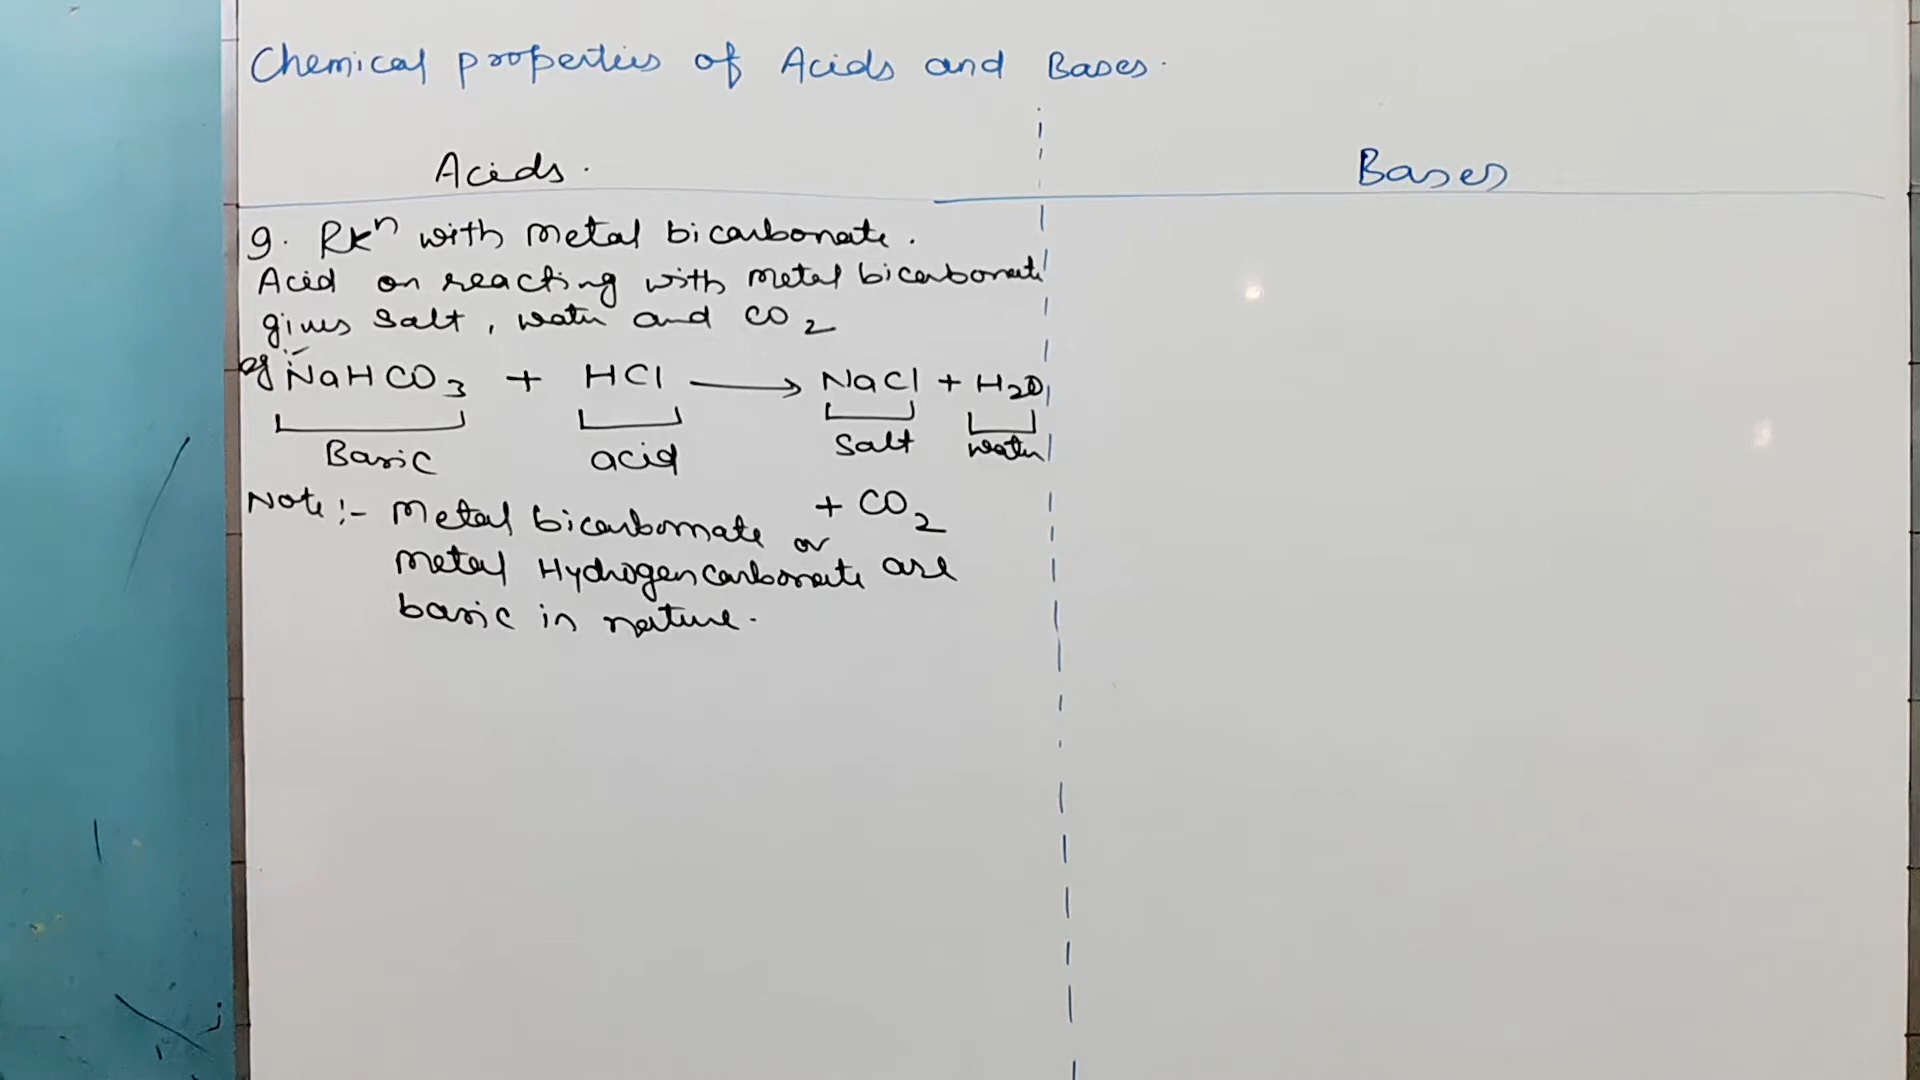 Chemical properties of Acids and Bases.
Acids.
Bases
9. Rxⁿ with metal bicarbonate.
Acid on reacting with metal bicarbonate
gives salt, water and CO₂
eg:- NaHCO₃ + HCl ⟶ NaCl + H₂O
Basic acid salt water
+ CO₂
Note :- Metal bicarbonate or
metal Hydrogencarbonate are
basic in nature.